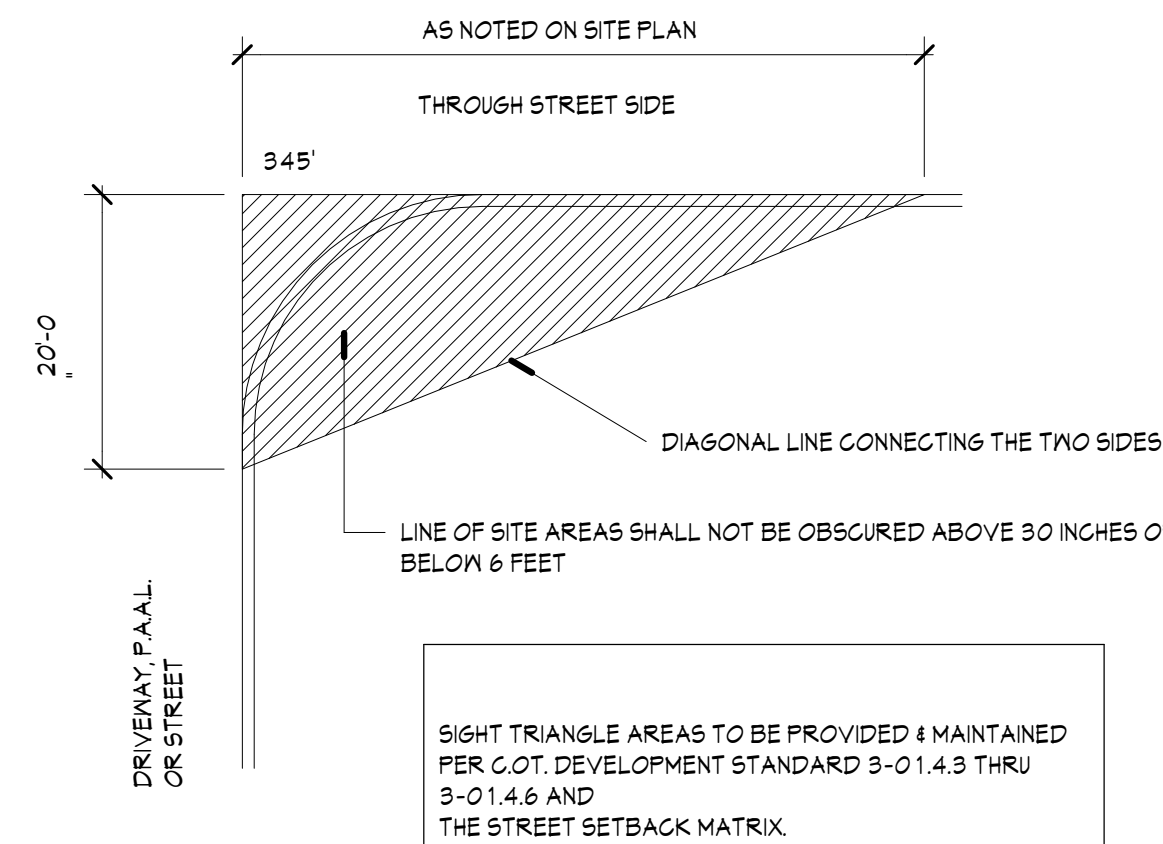 AS NOTED ON SITE PLAN
THROUGH STREET SIDE
345'
20'-0
"
DIAGONAL LINE CONNECTING THE TWO SIDES
LINE OF SITE AREAS SHALL NOT BE OBSCURED ABOVE 30 INCHES O
BELOW 6 FEET
DRIVEWAY, P.A.A.L.
OR STREET
SIGHT TRIANGLE AREAS TO BE PROVIDED & MAINTAINED
PER C.OT. DEVELOPMENT STANDARD 3-01.4.3 THRU
3-01.4.6 AND
THE STREET SETBACK MATRIX.